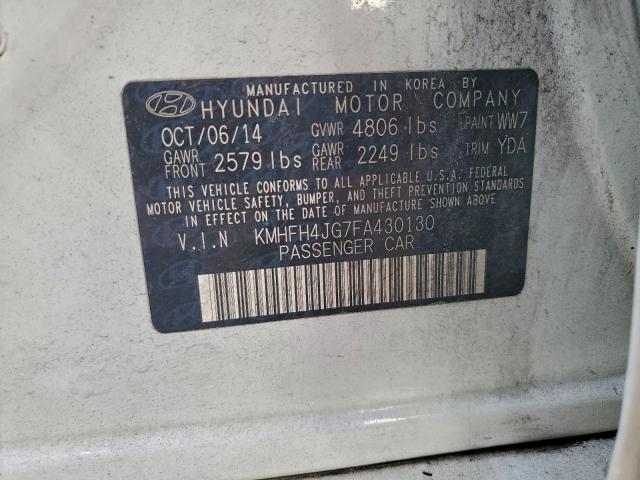 MANUFACTURED IN KOREA BY
HYUNDAI MOTOR COMPANY
OCT/06/14 GVWR 4806 lbs PAINT WW7
GAWR FRONT 2579 lbs GAWR REAR 2249 lbs TRIM YDA
THIS VEHICLE CONFORMS TO ALL APPLICABLE U.S.A. FEDERAL
MOTOR VEHICLE SAFETY, BUMPER, AND THEFT PREVENTION STANDARDS
IN EFFECT ON THE DATE OF MANUFACTURE SHOWN ABOVE.
V.I.N KMHFH4JG7FA430130
PASSENGER CAR